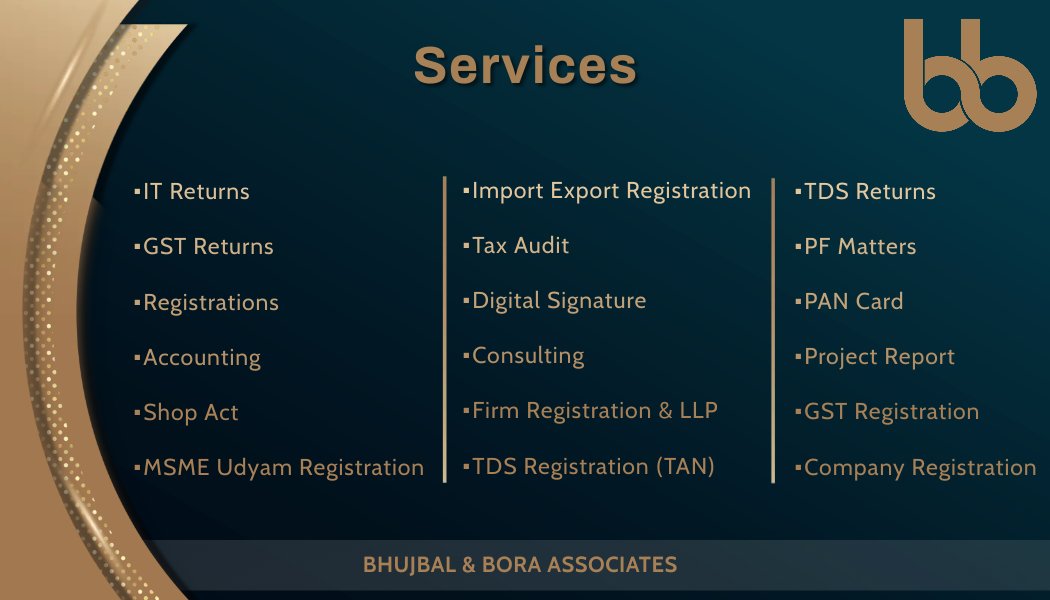 Services
bb
▪IT Returns
▪GST Returns
▪Registrations
▪Accounting
▪Shop Act
▪MSME Udyam Registration
▪Import Export Registration
▪Tax Audit
▪Digital Signature
▪Consulting
▪Firm Registration & LLP
▪TDS Registration (TAN)
▪TDS Returns
▪PF Matters
▪PAN Card
▪Project Report
▪GST Registration
▪Company Registration
BHUJBAL & BORA ASSOCIATES